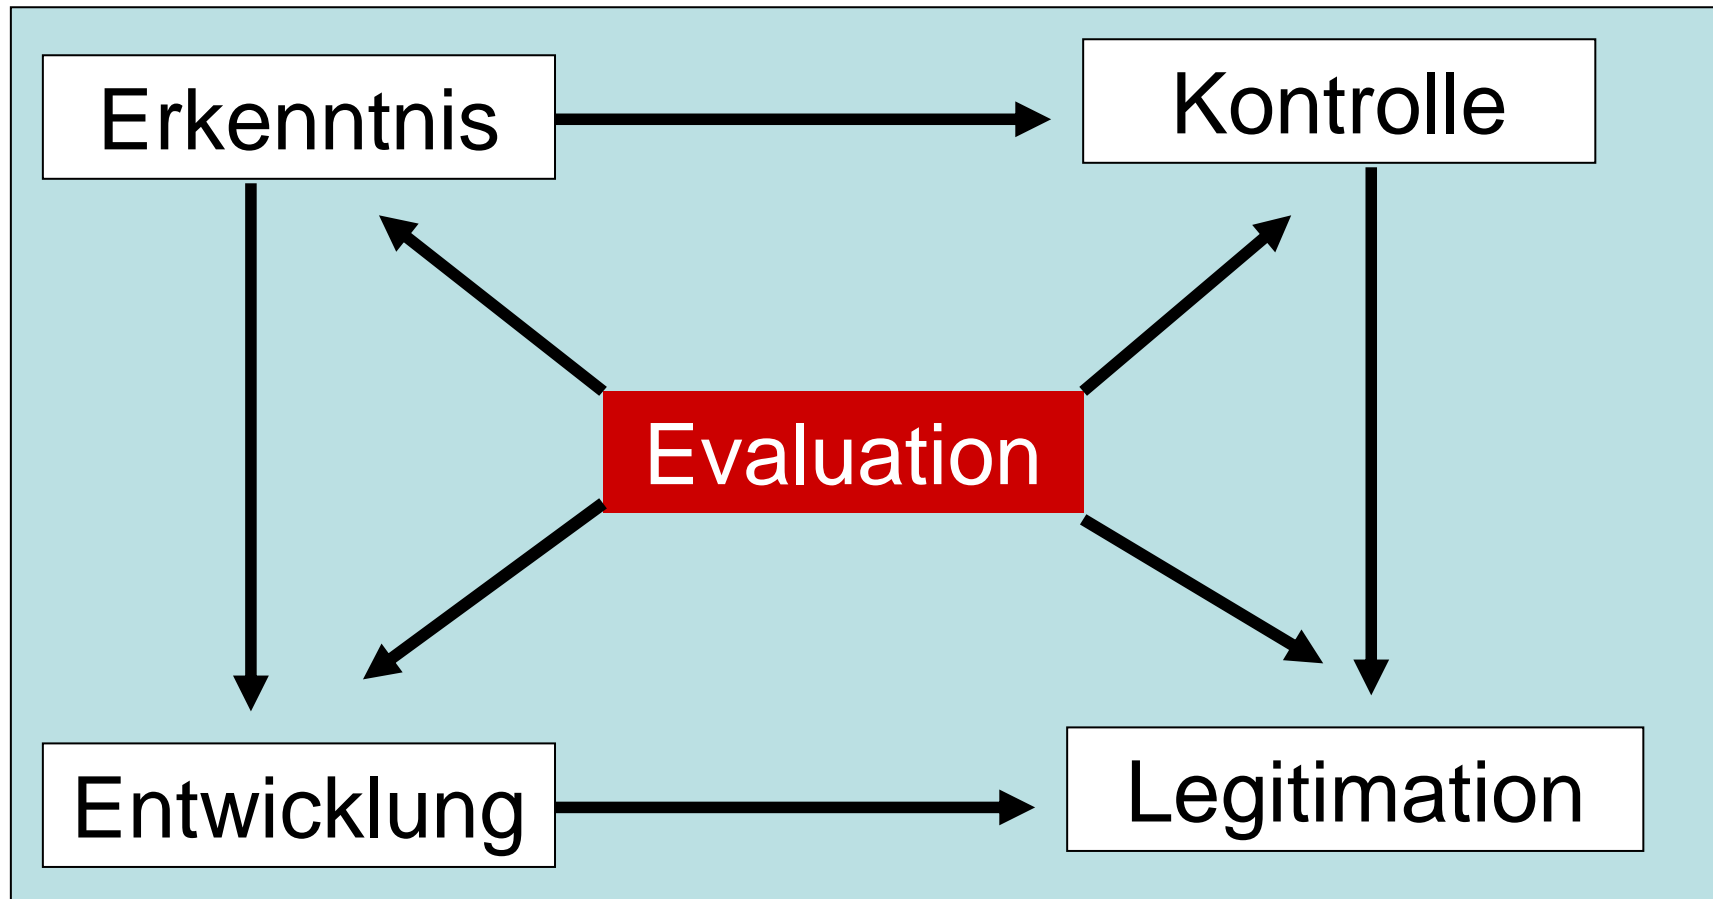 Erkenntnis
Kontrolle
Evaluation
Entwicklung
Legitimation